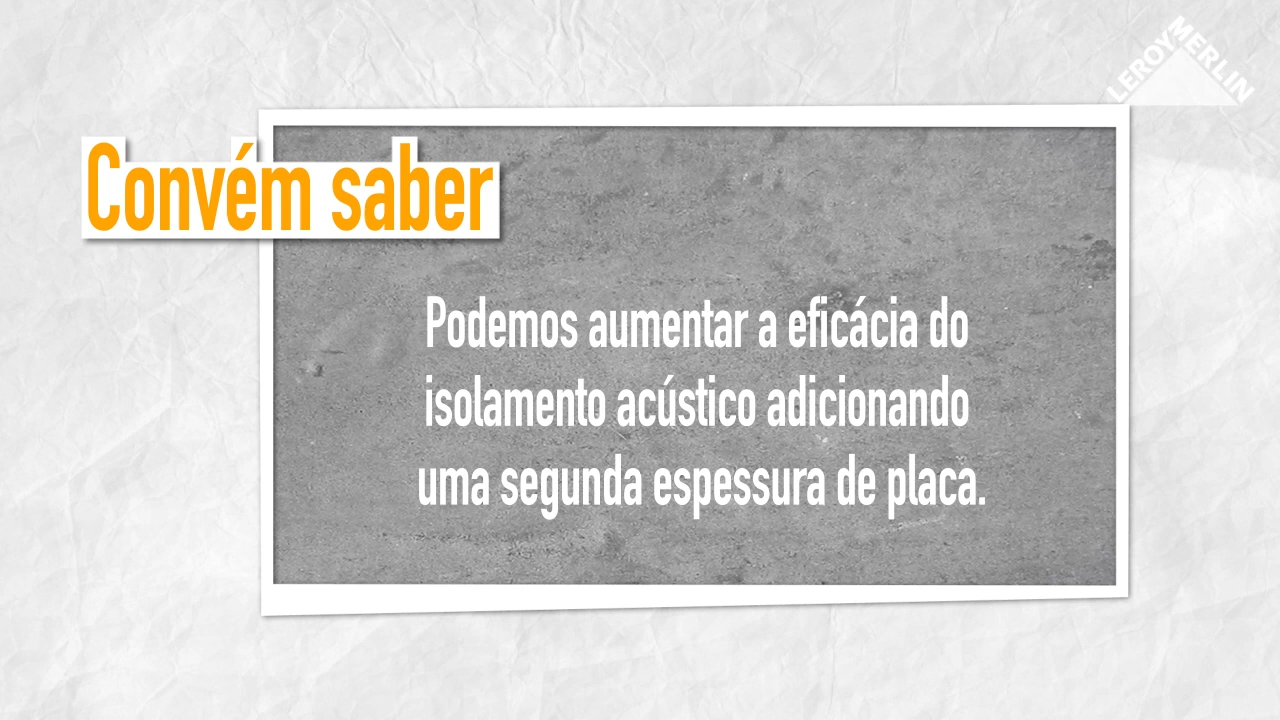 LEROY MERLIN
Convém saber
Podemos aumentar a eficácia do
isolamento acústico adicionando
uma segunda espessura de placa.